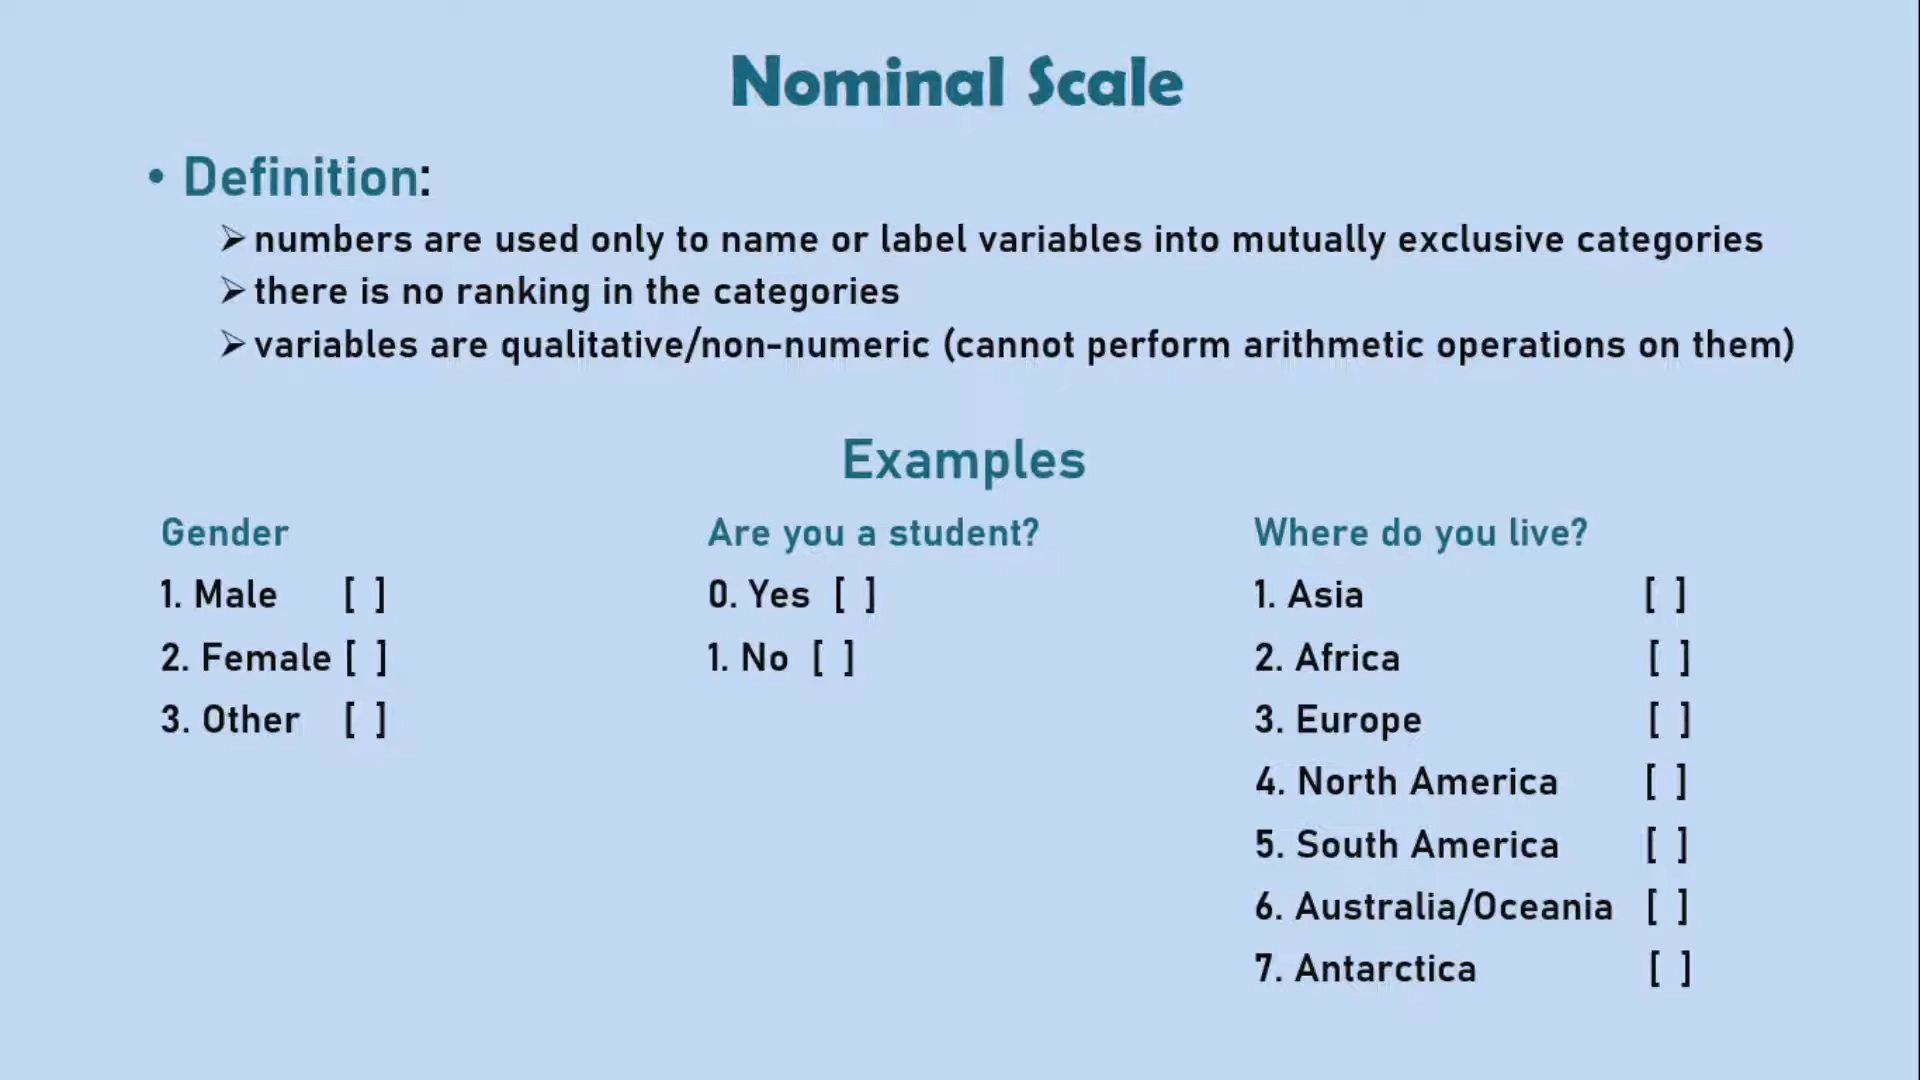 Nominal Scale
• Definition:
➢ numbers are used only to name or label variables into mutually exclusive categories
➢ there is no ranking in the categories
➢ variables are qualitative/non-numeric (cannot perform arithmetic operations on them)
Examples
Gender
1. Male [ ]
2. Female [ ]
3. Other [ ]
Are you a student?
0. Yes [ ]
1. No [ ]
Where do you live?
1. Asia [ ]
2. Africa [ ]
3. Europe [ ]
4. North America [ ]
5. South America [ ]
6. Australia/Oceania [ ]
7. Antarctica [ ]